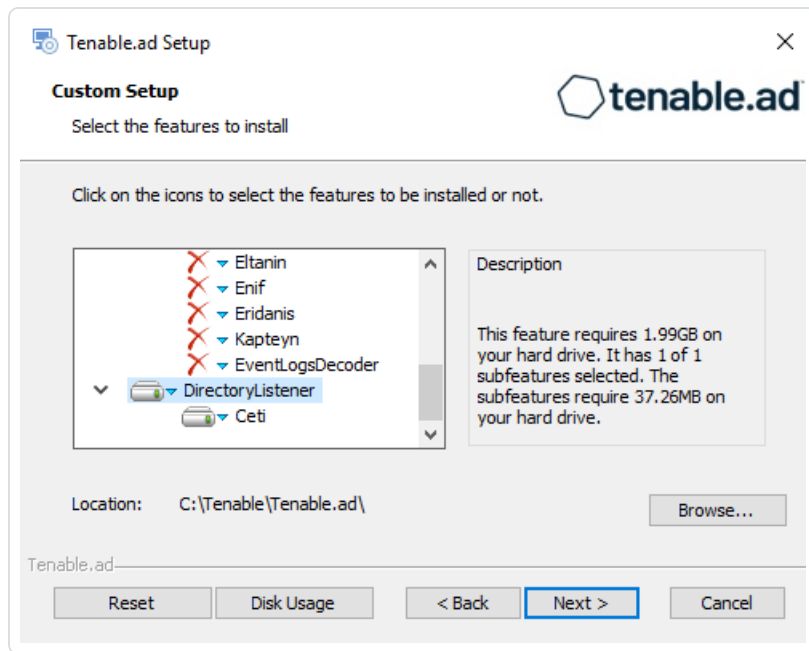 Tenable.ad Setup
Custom Setup
tenable.ad
Select the features to install
Click on the icons to select the features to be installed or not.
Eltanin
Enif
Eridanis
Kapteyn
EventLogsDecoder
DirectoryListener
Ceti
Description
This feature requires 1.99GB on
your hard drive. It has 1 of 1
subfeatures selected. The
subfeatures require 37.26MB on
your hard drive.
Location: C:\Tenable\Tenable.ad\
Browse...
Tenable.ad
Reset Disk Usage < Back Next > Cancel